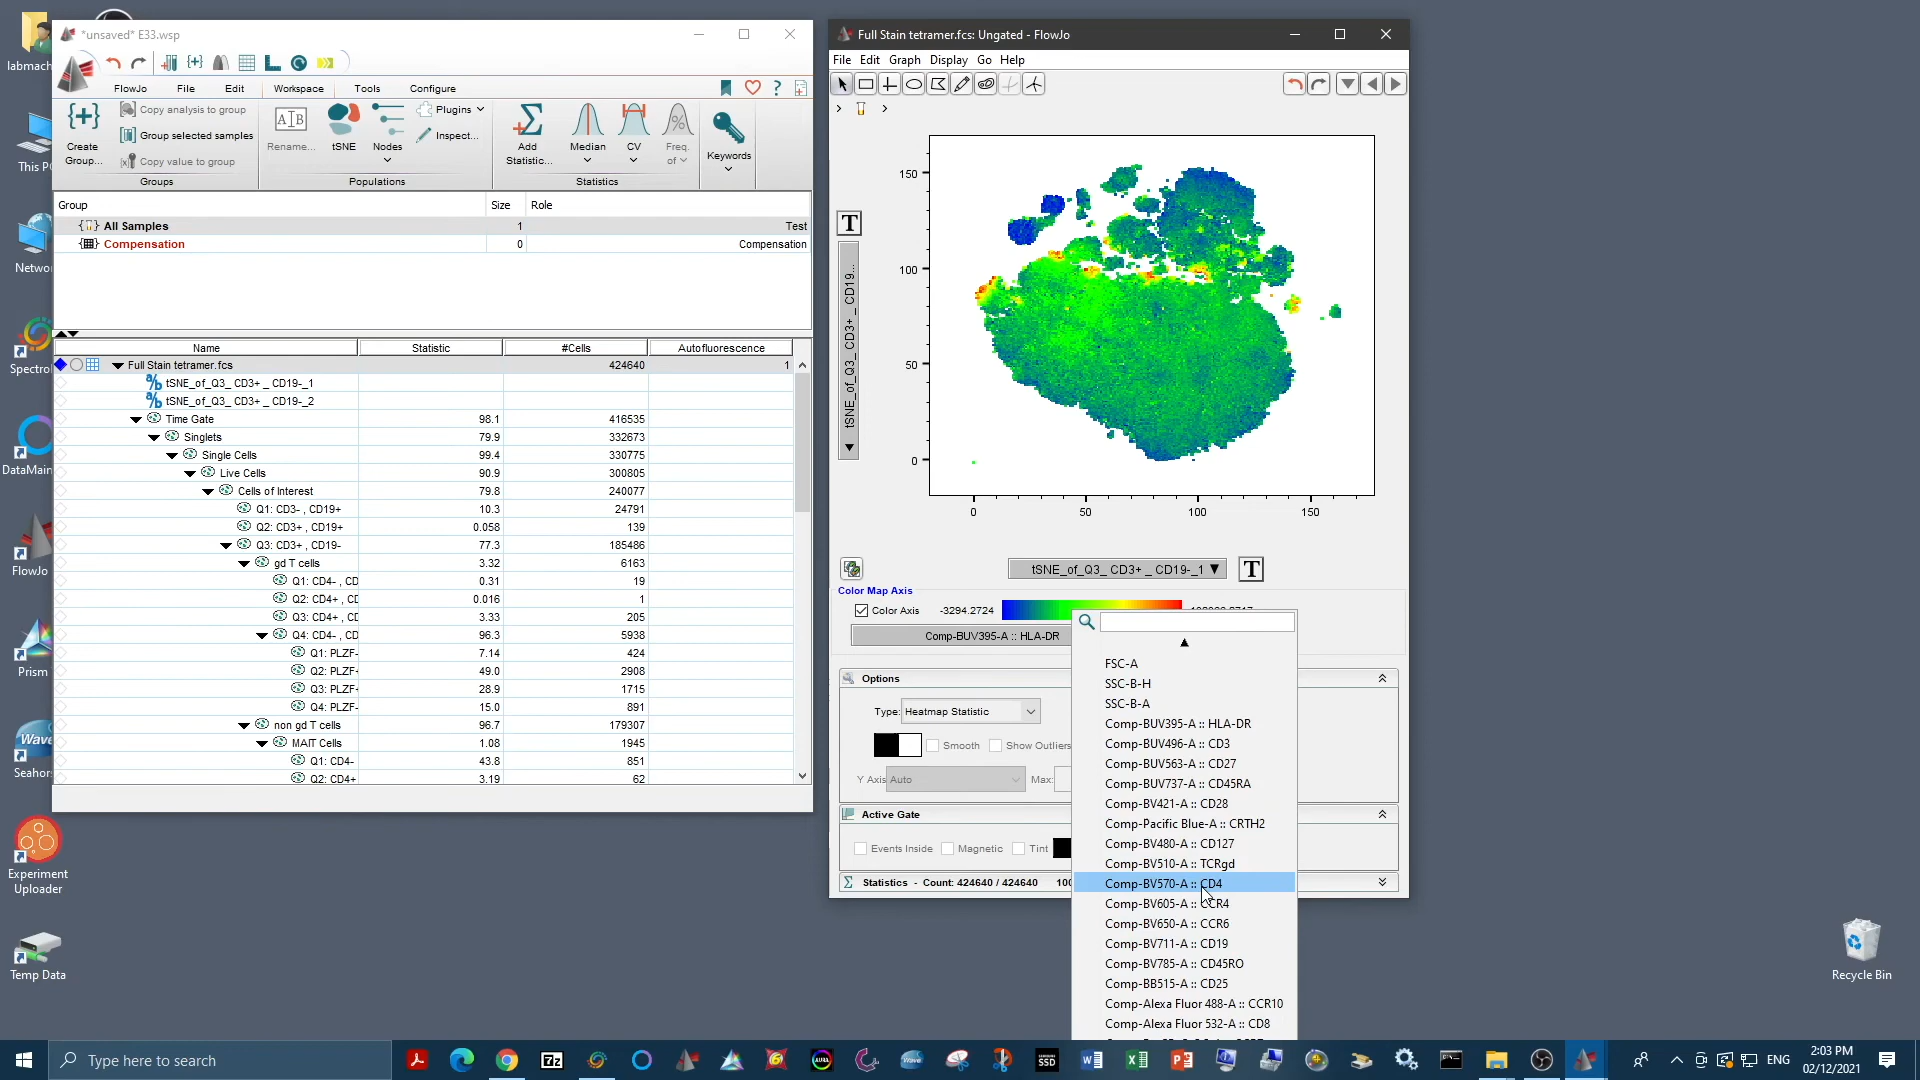 labmach
This PC
Netwo
Spectro
DataMain
FlowJo
Prism
Wave
Seahors
Experiment
Uploader
Temp Data
Recycle Bin
*unsaved* E33.wsp
FlowJo File Edit Workspace Tools Configure
Create
Group...
Copy analysis to group
Group selected samples
Copy value to group
Groups
Rename...
tSNE
Nodes
Plugins
Inspect...
Populations
Add
Statistic...
Median
CV
Freq.
of
Statistics
Keywords
Group Size Role
All Samples 1 Test
Compensation 0 Compensation
Name Statistic #Cells Autofluorescence
Full Stain tetramer.fcs 424640 1
tSNE_of_Q3_ CD3+ _ CD19-_1
tSNE_of_Q3_ CD3+ _ CD19-_2
Time Gate 98.1 416535
Singlets 79.9 332673
Single Cells 99.4 330775
Live Cells 90.9 300805
Cells of Interest 79.8 240077
Q1: CD3- , CD19+ 10.3 24791
Q2: CD3+ , CD19+ 0.058 139
Q3: CD3+ , CD19- 77.3 185486
gd T cells 3.32 6163
Q1: CD4- , CD 0.31 19
Q2: CD4+ , CD 0.016 1
Q3: CD4+ , CD 3.33 205
Q4: CD4- , CD 96.3 5938
Q1: PLZF- 7.14 424
Q2: PLZF+ 49.0 2908
Q3: PLZF+ 28.9 1715
Q4: PLZF- 15.0 891
non gd T cells 96.7 179307
MAIT Cells 1.08 1945
Q1: CD4- 43.8 851
Q2: CD4+ 3.19 62
Full Stain tetramer.fcs: Ungated - FlowJo
File Edit Graph Display Go Help
T
tSNE_of_Q3_ CD3+ _ CD19...
150
100
50
0
0 50 100 150
tSNE_of_Q3_ CD3+ _ CD19-_1 T
Color Map Axis
Color Axis -3294.2724
Comp-BUV395-A :: HLA-DR
Options
Type: Heatmap Statistic
Smooth Show Outliers
Y Axis Auto Max:
Active Gate
Events Inside Magnetic Tint
Statistics - Count: 424640 / 424640 100
FSC-A
SSC-B-H
SSC-B-A
Comp-BUV395-A :: HLA-DR
Comp-BUV496-A :: CD3
Comp-BUV563-A :: CD27
Comp-BUV737-A :: CD45RA
Comp-BV421-A :: CD28
Comp-Pacific Blue-A :: CRTH2
Comp-BV480-A :: CD127
Comp-BV510-A :: TCRgd
Comp-BV570-A :: CD4
Comp-BV605-A :: CCR4
Comp-BV650-A :: CCR6
Comp-BV711-A :: CD19
Comp-BV785-A :: CD45RO
Comp-BB515-A :: CD25
Comp-Alexa Fluor 488-A :: CCR10
Comp-Alexa Fluor 532-A :: CD8
Type here to search
ENG
2:03 PM
02/12/2021